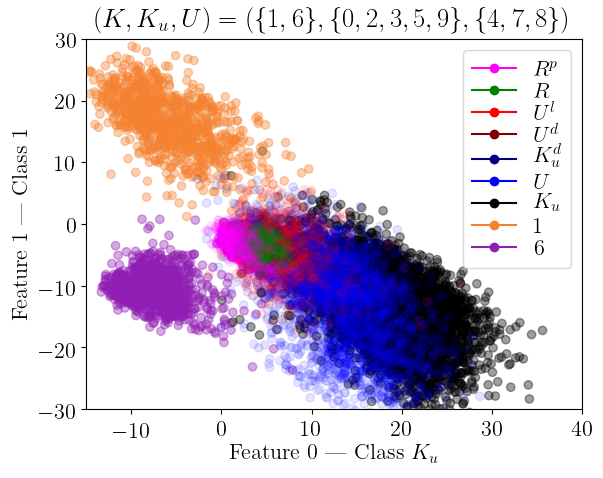 (K, K_u, U) = ({1, 6}, {0, 2, 3, 5, 9}, {4, 7, 8})
30
20
10
0
−10
−20
−30
Feature 1 — Class 1
R^p
R
U^l
U^d
K_u^d
U
K_u
1
6
−10
0
10
20
30
40
Feature 0 — Class K_u